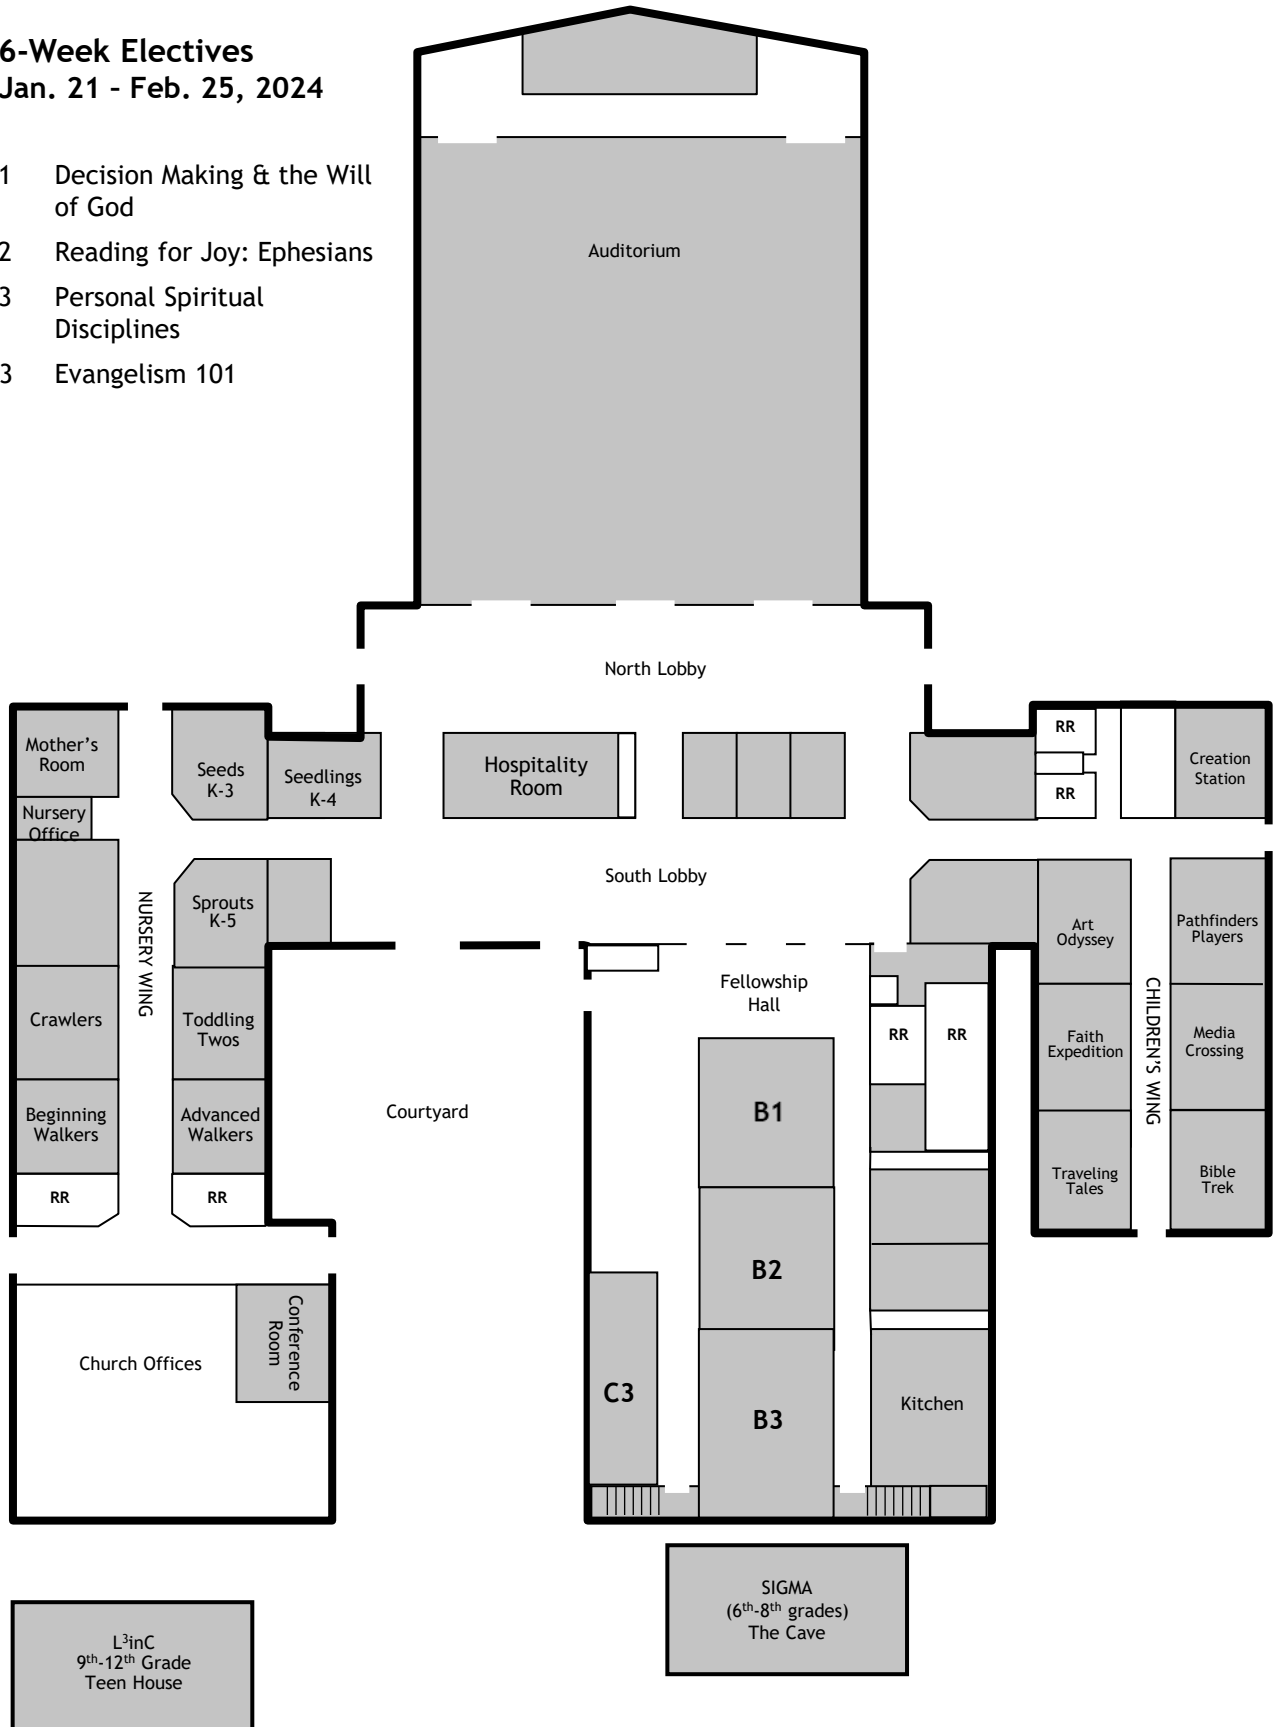 6-Week Electives
Jan. 21 – Feb. 25, 2024
1 Decision Making & the Will
of God
2 Reading for Joy: Ephesians
3 Personal Spiritual
Disciplines
3 Evangelism 101
Auditorium
North Lobby
Mother’s
Room
Seeds
K-3
Seedlings
K-4
Hospitality
Room
RR
RR
Creation
Station
Nursery
Office
NURSERY WING
Sprouts
K-5
South Lobby
Art
Odyssey
Pathfinders
Players
Crawlers
Toddling
Twos
Fellowship
Hall
RR
RR
Faith
Expedition
CHILDREN’S WING
Media
Crossing
Beginning
Walkers
Advanced
Walkers
Courtyard
B1
Traveling
Tales
Bible
Trek
RR
RR
B2
Church Offices
Conference
Room
C3
B3
Kitchen
SIGMA
(6th-8th grades)
The Cave
L3inC
9th-12th Grade
Teen House